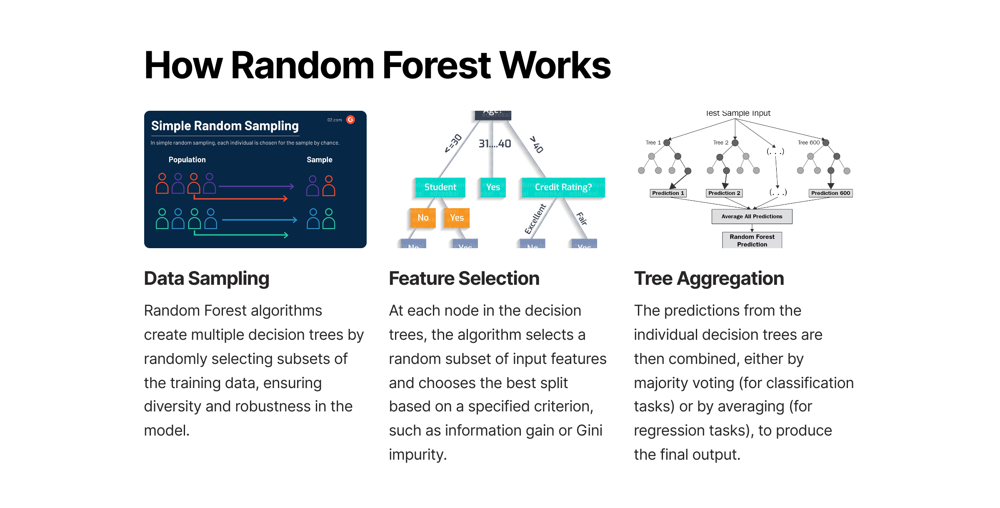 How Random Forest Works
Simple Random Sampling
G2.com
In simple random sampling, each individual is chosen for the sample by chance.
Population
Sample
Age?
<=30
31....40
>40
Student
Yes
Credit Rating?
No
Yes
Excellent
Fair
No
Yes
No
Yes
Test Sample Input
Tree 1
Tree 2
(. . .)
Tree 600
Prediction 1
Prediction 2
(. . .)
Prediction 600
Average All Predictions
Random Forest
Prediction
Data Sampling
Random Forest algorithms
create multiple decision trees by
randomly selecting subsets of
the training data, ensuring
diversity and robustness in the
model.
Feature Selection
At each node in the decision
trees, the algorithm selects a
random subset of input features
and chooses the best split
based on a specified criterion,
such as information gain or Gini
impurity.
Tree Aggregation
The predictions from the
individual decision trees are
then combined, either by
majority voting (for classification
tasks) or by averaging (for
regression tasks), to produce
the final output.